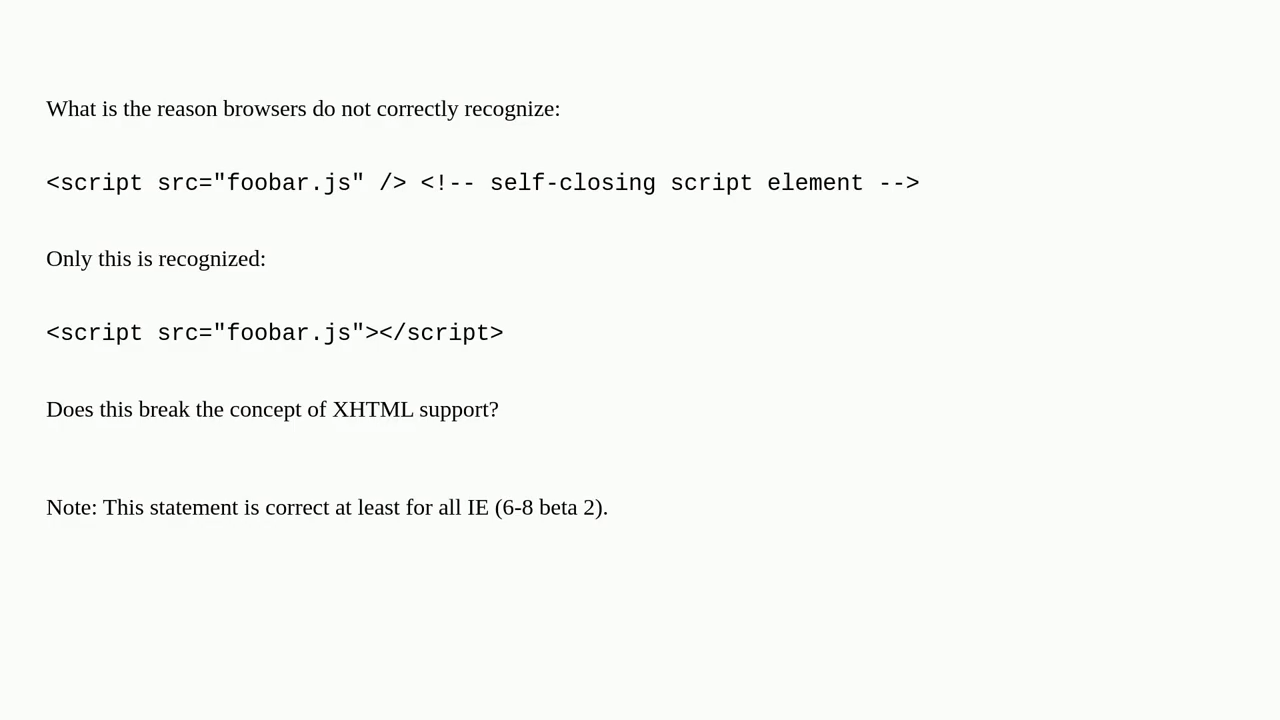 What is the reason browsers do not correctly recognize:
<script src="foobar.js" /> <!-- self-closing script element -->
Only this is recognized:
<script src="foobar.js"></script>
Does this break the concept of XHTML support?
Note: This statement is correct at least for all IE (6-8 beta 2).